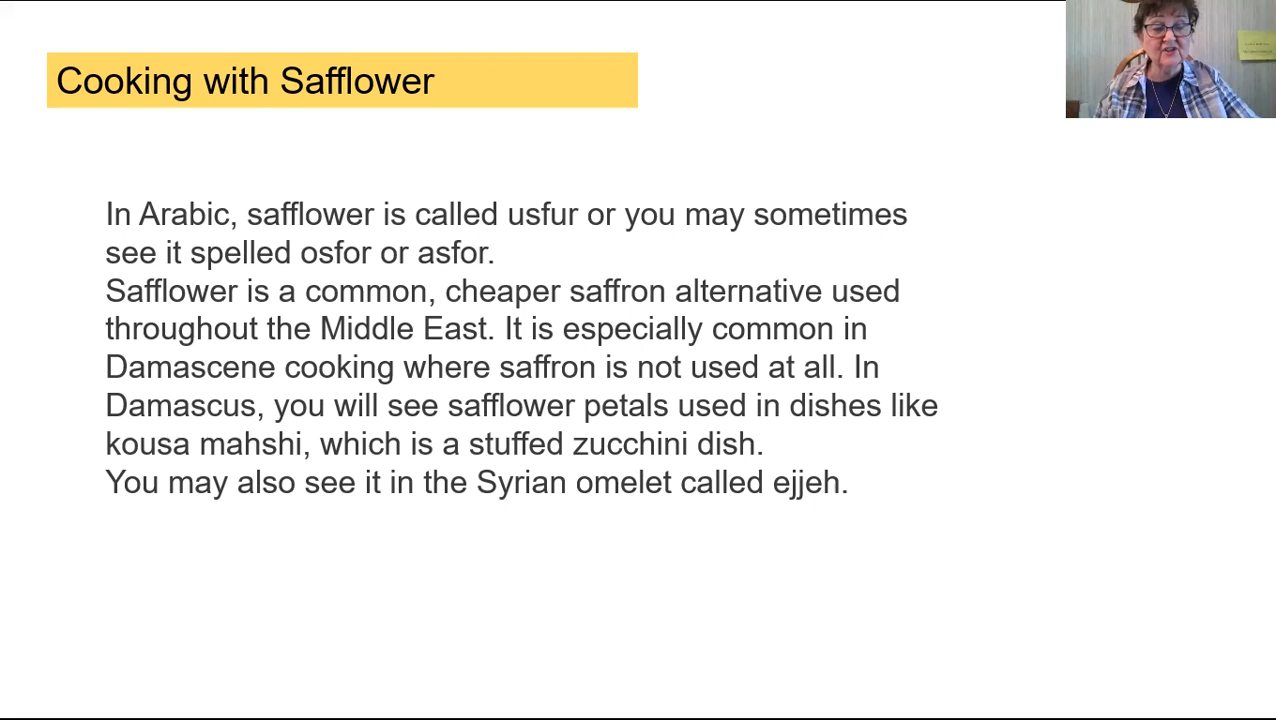 Cooking with Safflower
In Arabic, safflower is called usfur or you may sometimes
see it spelled osfor or asfor.
Safflower is a common, cheaper saffron alternative used
throughout the Middle East. It is especially common in
Damascene cooking where saffron is not used at all. In
Damascus, you will see safflower petals used in dishes like
kousa mahshi, which is a stuffed zucchini dish.
You may also see it in the Syrian omelet called ejjeh.